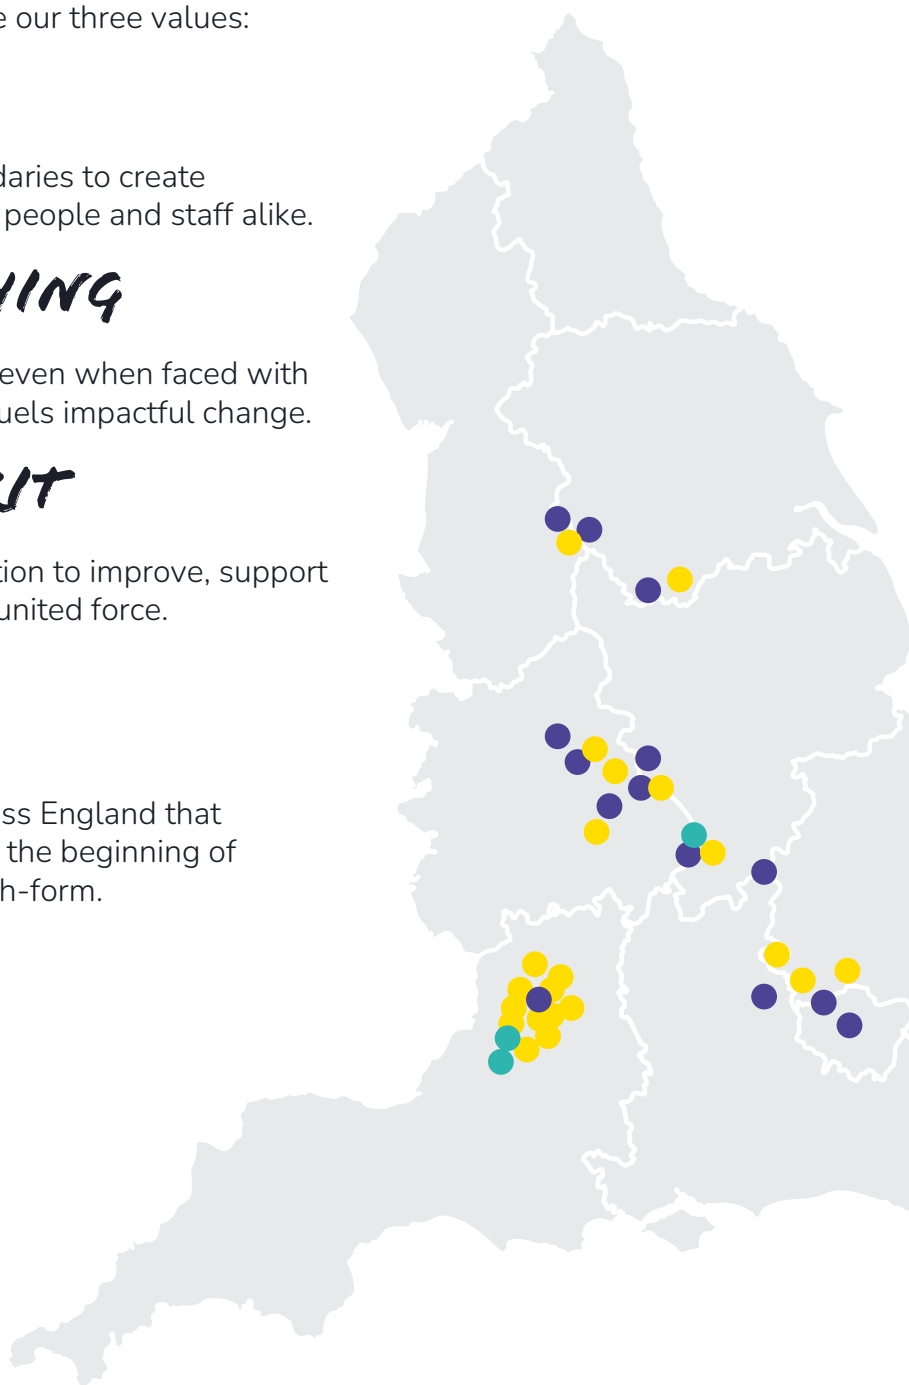 e our three values:
daries to create
people and staff alike.
HING
even when faced with
uels impactful change.
RIT
tion to improve, support
united force.
ss England that
the beginning of
h-form.